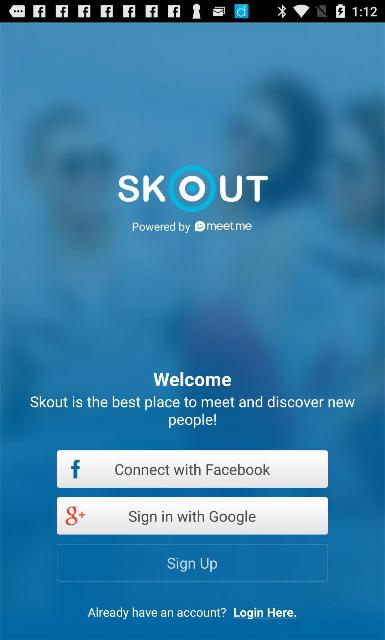 1:12
SKOUT
Powered by meetme
Welcome
Skout is the best place to meet and discover new
people!
f Connect with Facebook
g+ Sign in with Google
Sign Up
Already have an account? Login Here.